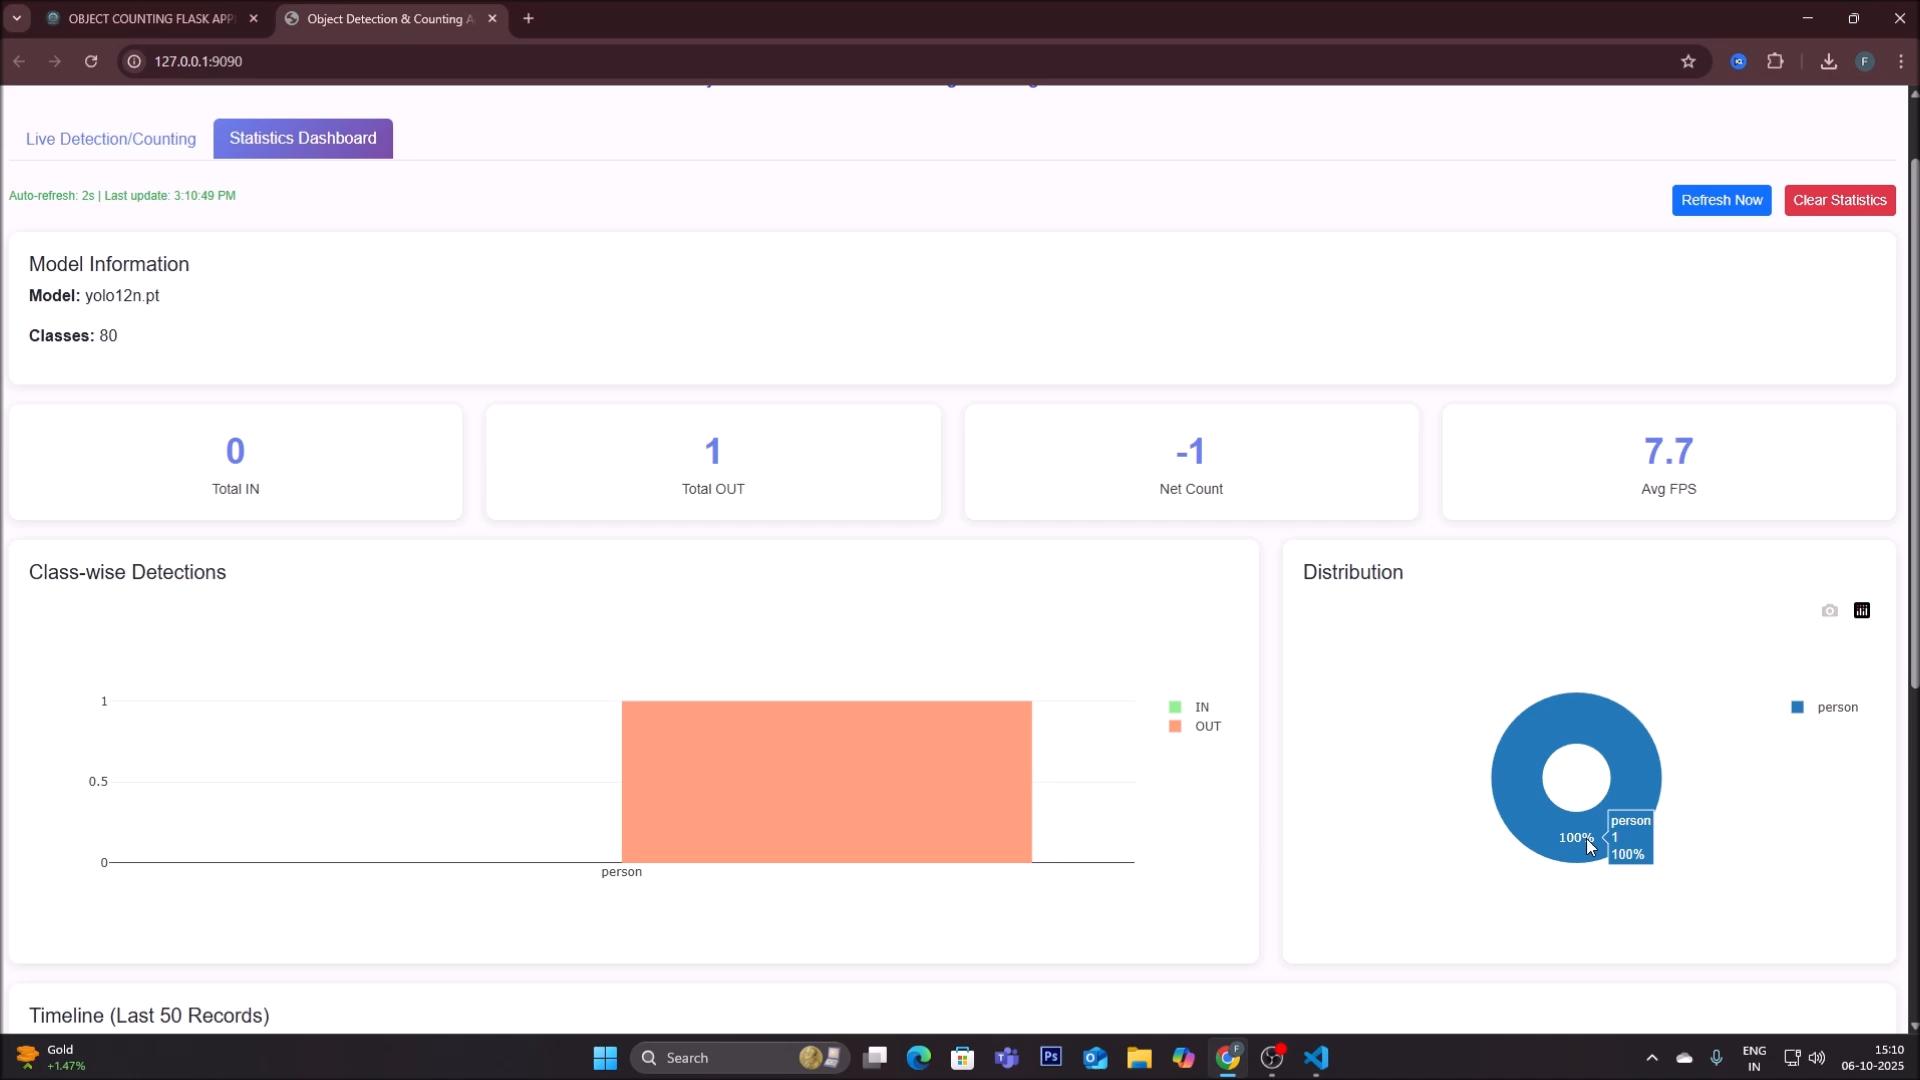 OBJECT COUNTING FLASK APP
Object Detection & Counting A
127.0.0.1:9090
F
Live Detection/Counting
Statistics Dashboard
Auto-refresh: 2s | Last update: 3:10:49 PM
Refresh Now
Clear Statistics
Model Information
Model: yolo12n.pt
Classes: 80
0
Total IN
1
Total OUT
-1
Net Count
7.7
Avg FPS
Class-wise Detections
1
0.5
0
person
IN
OUT
Distribution
person
100%
person
1
100%
Timeline (Last 50 Records)
Gold
+1.47%
Search
Ps
F
ENG
IN
15:10
06-10-2025